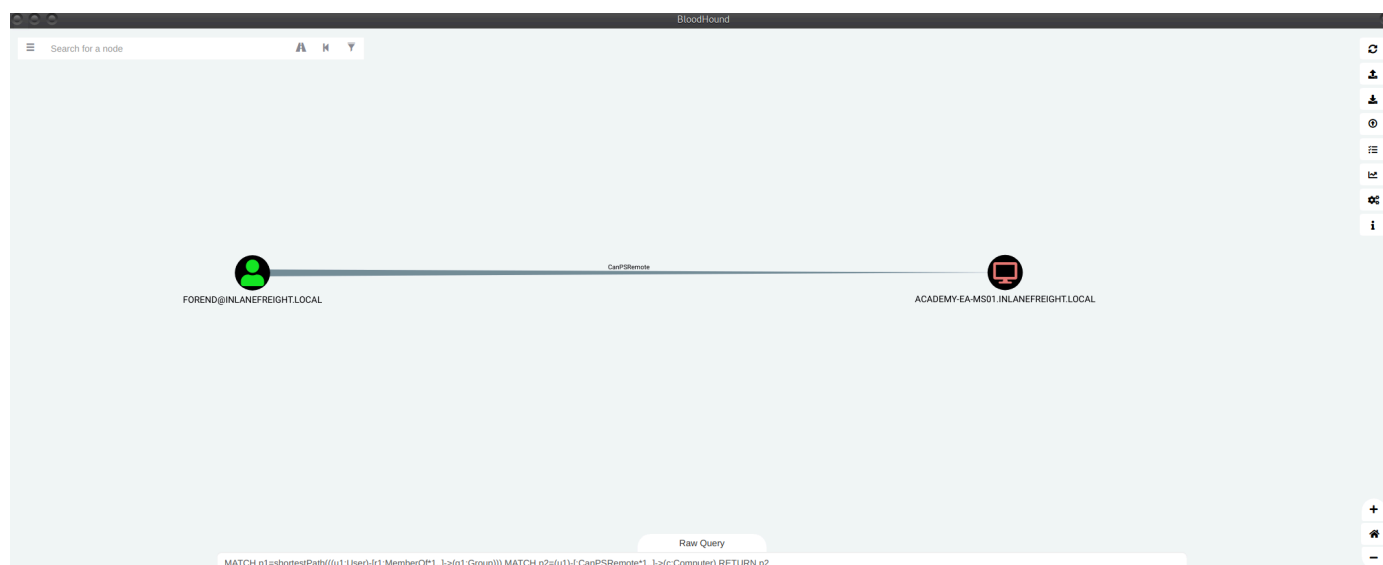 BloodHound
Search for a node
CanPSRemote
FOREND@INLANEFREIGHT.LOCAL
ACADEMY-EA-MS01.INLANEFREIGHT.LOCAL
Raw Query
MATCH p1=shortestPath((u1:User)-[r1:MemberOf*1..]->(g1:Group)) MATCH p2=(u1)-[:CanPSRemote*1..]->(c:Computer) RETURN p2